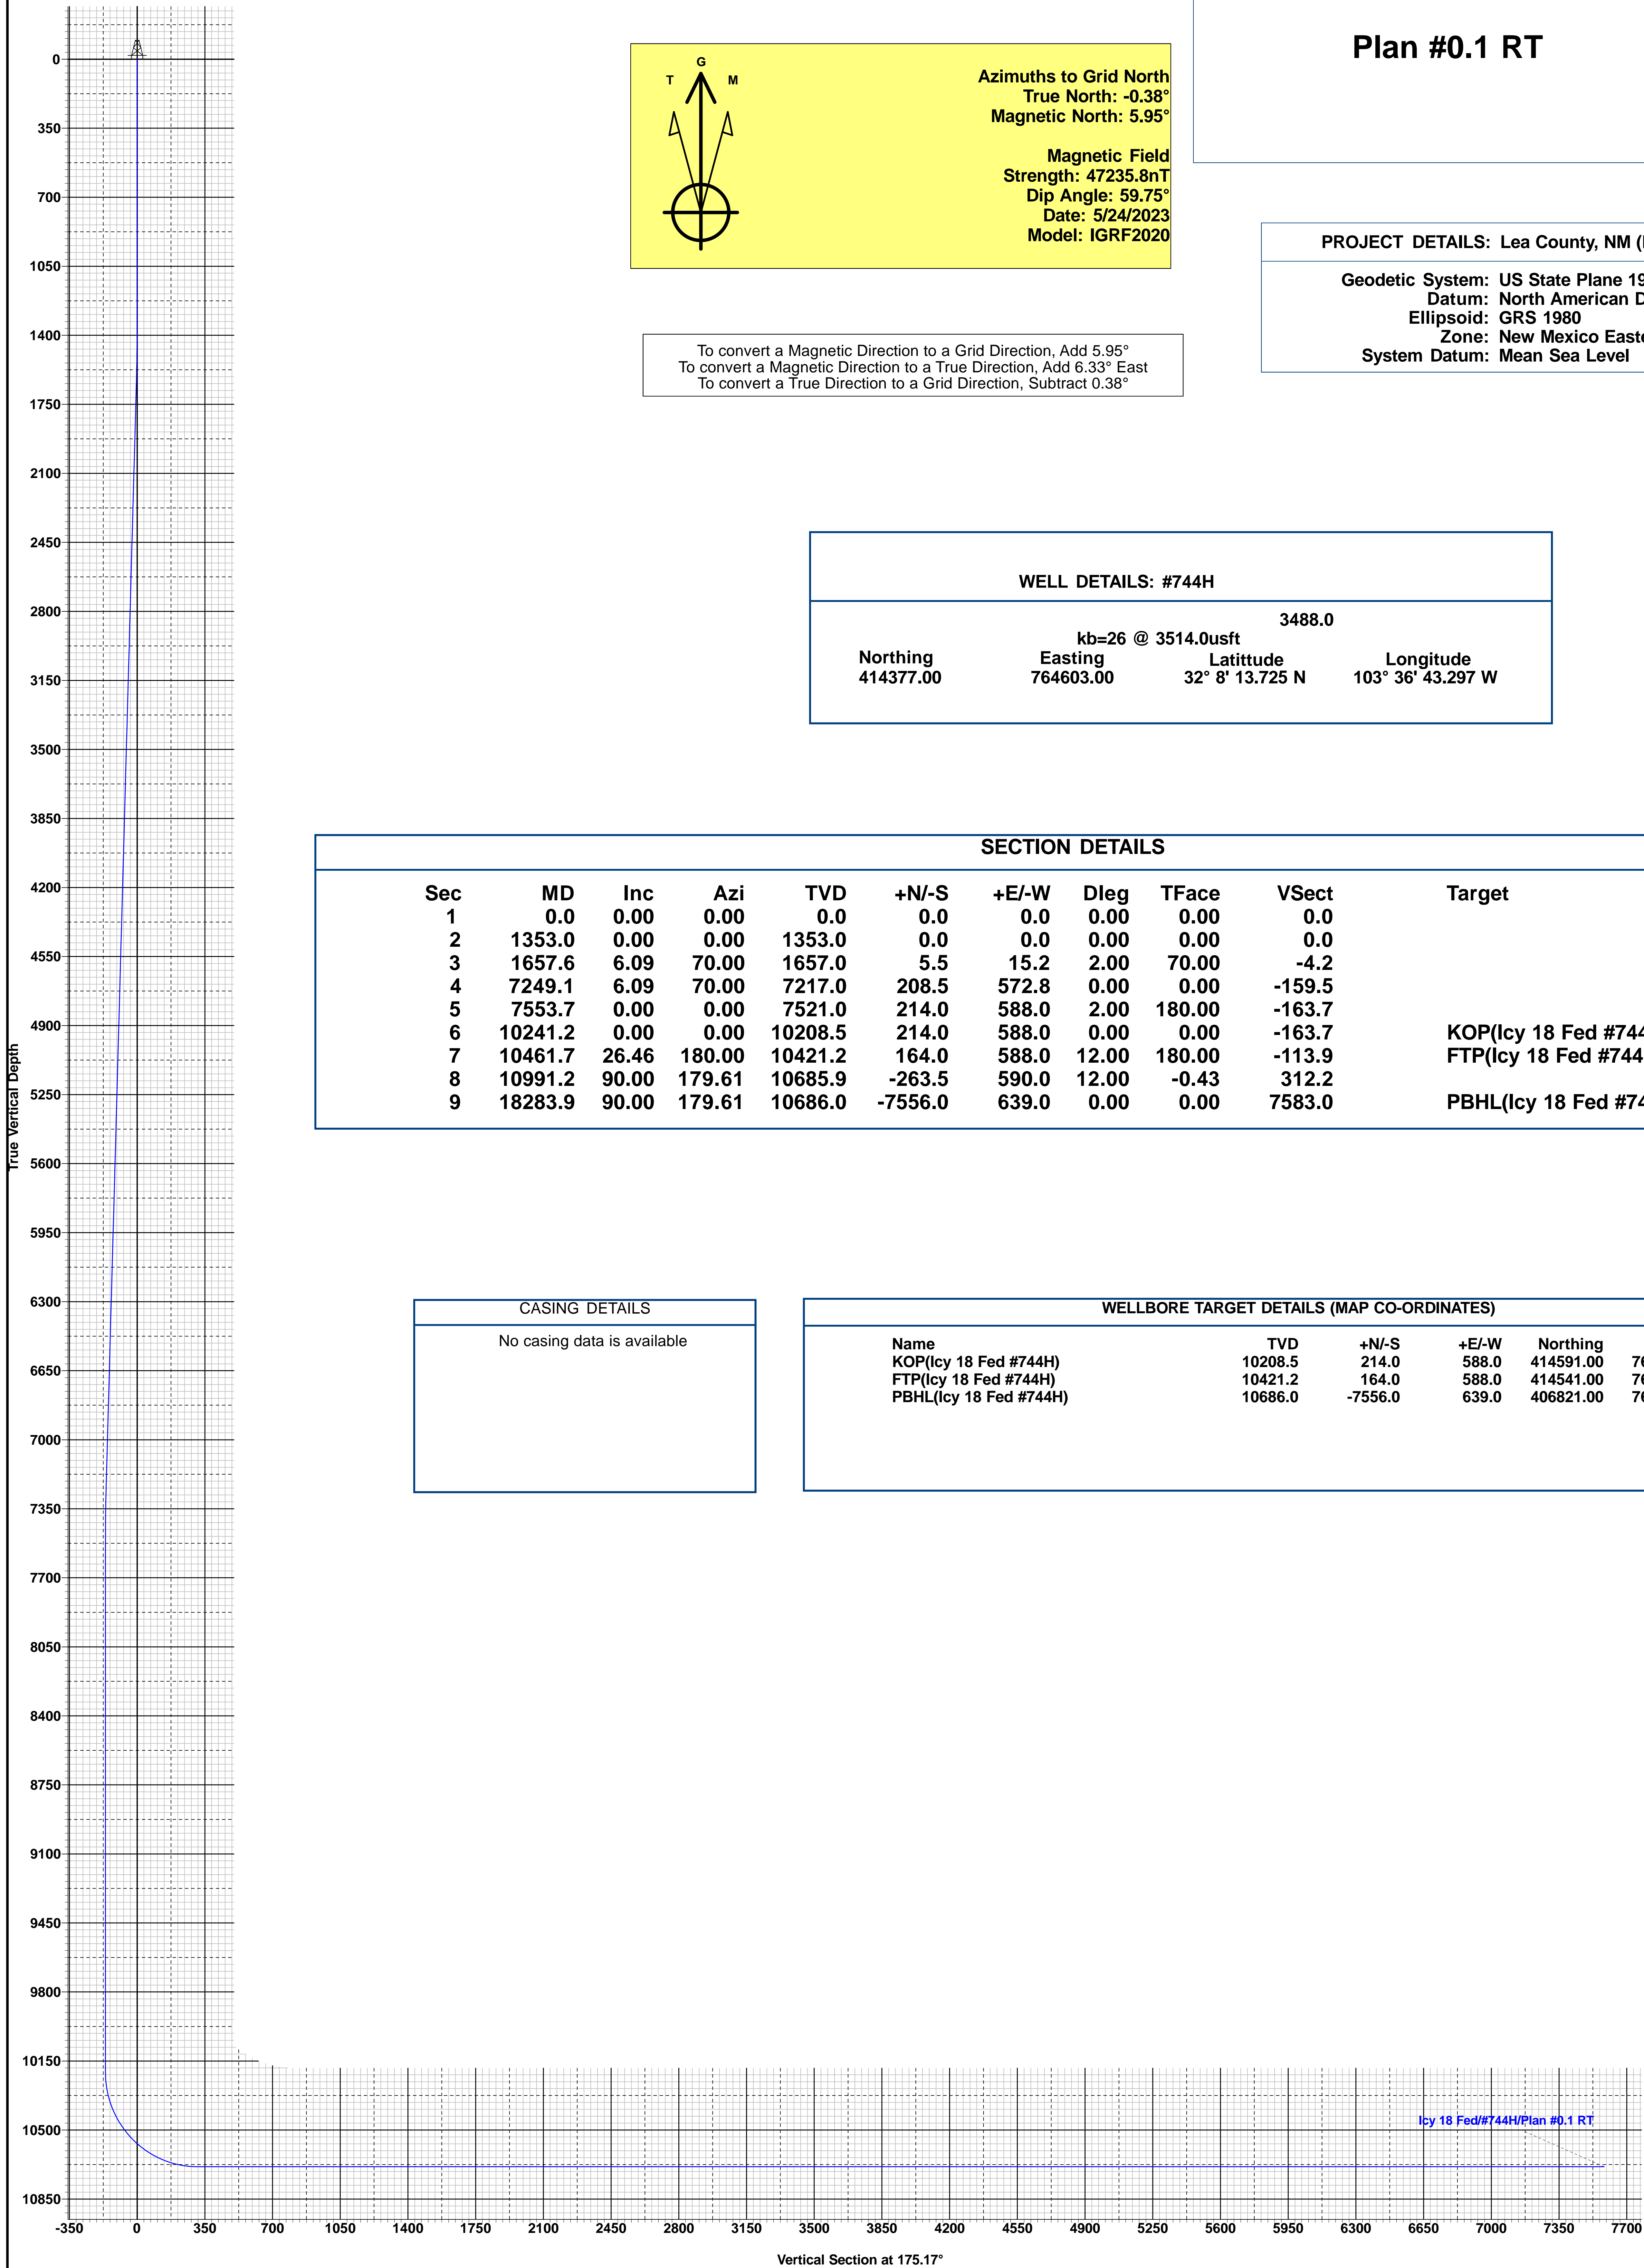 Plan #0.1 RT
G
T M
Azimuths to Grid North
True North: -0.38°
Magnetic North: 5.95°
Magnetic Field
Strength: 47235.8nT
Dip Angle: 59.75°
Date: 5/24/2023
Model: IGRF2020
PROJECT DETAILS: Lea County, NM (
Geodetic System: US State Plane 19
Datum: North American D
Ellipsoid: GRS 1980
Zone: New Mexico Easte
System Datum: Mean Sea Level
To convert a Magnetic Direction to a Grid Direction, Add 5.95°
To convert a Magnetic Direction to a True Direction, Add 6.33° East
To convert a True Direction to a Grid Direction, Subtract 0.38°
WELL DETAILS: #744H
3488.0
kb=26 @ 3514.0usft
Northing Easting Latittude Longitude
414377.00 764603.00 32° 8' 13.725 N 103° 36' 43.297 W
SECTION DETAILS
Sec MD Inc Azi TVD +N/-S +E/-W Dleg TFace VSect Target
1 0.0 0.00 0.00 0.0 0.0 0.0 0.00 0.00 0.0
2 1353.0 0.00 0.00 1353.0 0.0 0.0 0.00 0.00 0.0
3 1657.6 6.09 70.00 1657.0 5.5 15.2 2.00 70.00 -4.2
4 7249.1 6.09 70.00 7217.0 208.5 572.8 0.00 0.00 -159.5
5 7553.7 0.00 0.00 7521.0 214.0 588.0 2.00 180.00 -163.7
6 10241.2 0.00 0.00 10208.5 214.0 588.0 0.00 0.00 -163.7 KOP(Icy 18 Fed #744
7 10461.7 26.46 180.00 10421.2 164.0 588.0 12.00 180.00 -113.9 FTP(Icy 18 Fed #744
8 10991.2 90.00 179.61 10685.9 -263.5 590.0 12.00 -0.43 312.2
9 18283.9 90.00 179.61 10686.0 -7556.0 639.0 0.00 0.00 7583.0 PBHL(Icy 18 Fed #74
CASING DETAILS
No casing data is available
WELLBORE TARGET DETAILS (MAP CO-ORDINATES)
Name TVD +N/-S +E/-W Northing
KOP(Icy 18 Fed #744H) 10208.5 214.0 588.0 414591.00 76
FTP(Icy 18 Fed #744H) 10421.2 164.0 588.0 414541.00 76
PBHL(Icy 18 Fed #744H) 10686.0 -7556.0 639.0 406821.00 76
True Vertical Depth
0
350
700
1050
1400
1750
2100
2450
2800
3150
3500
3850
4200
4550
4900
5250
5600
5950
6300
6650
7000
7350
7700
8050
8400
8750
9100
9450
9800
10150
10500
10850
Icy 18 Fed/#744H/Plan #0.1 RT
-350 0 350 700 1050 1400 1750 2100 2450 2800 3150 3500 3850 4200 4550 4900 5250 5600 5950 6300 6650 7000 7350 7700
Vertical Section at 175.17°